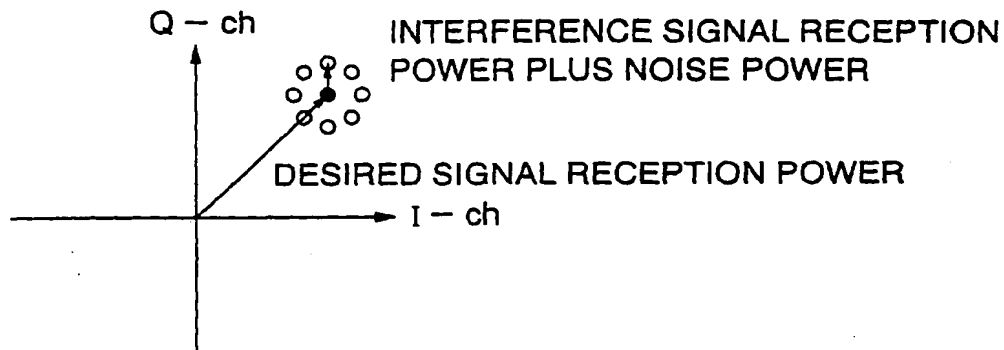 Q – ch
INTERFERENCE SIGNAL RECEPTION
POWER PLUS NOISE POWER
DESIRED SIGNAL RECEPTION POWER
I – ch